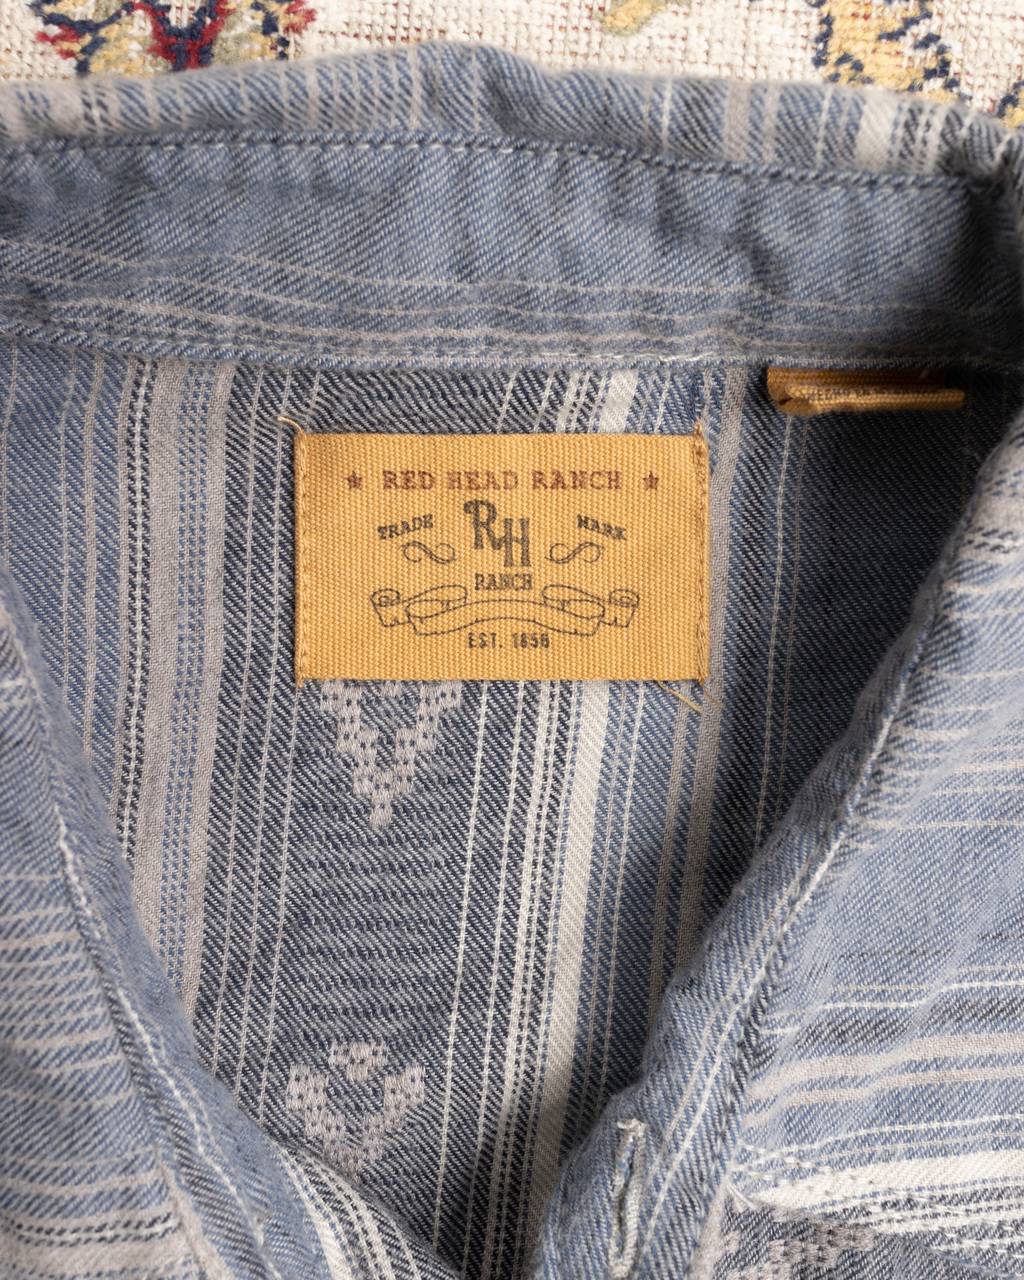 ★ RED HEAD RANCH ★
TRADE RH MARK
RANCH
EST. 1856